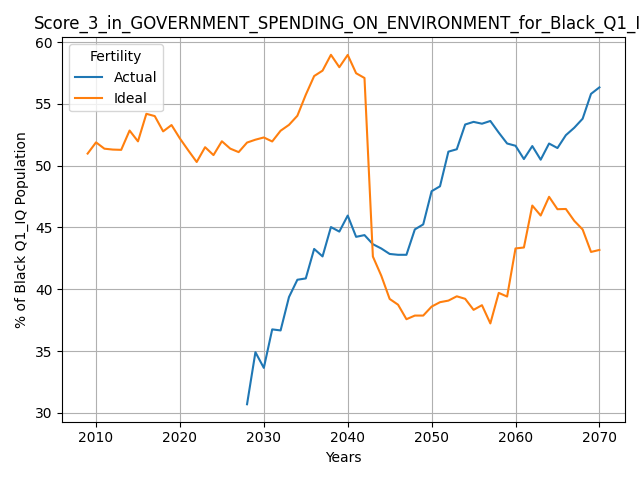 Score_3_in_GOVERNMENT_SPENDING_ON_ENVIRONMENT_for_Black_Q1_I
Fertility
Actual
Ideal
% of Black Q1_IQ Population
60
55
50
45
40
35
30
2010 2020 2030 2040 2050 2060 2070
Years